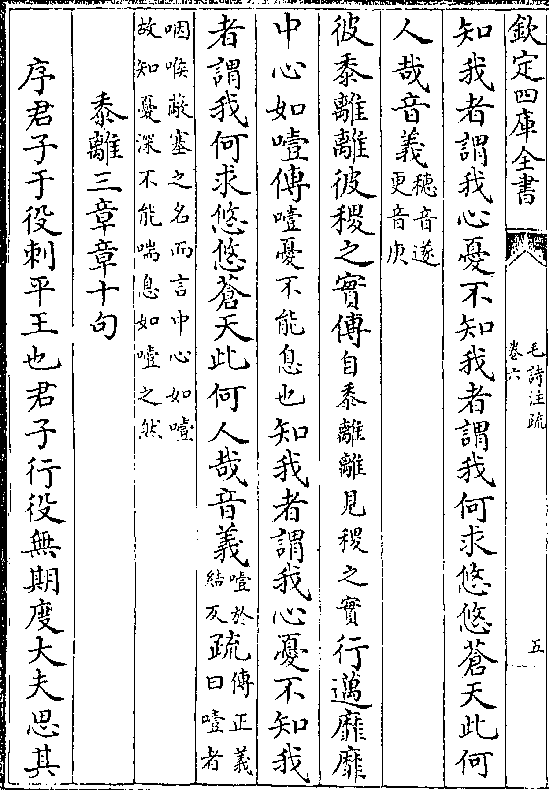 欽定四庫全書
毛詩注疏
卷六
五
知我者謂我心憂不知我者謂我何求悠悠蒼天此何
人哉音義穗音遂
更音庚
彼黍離離彼稷之實傳自黍離離見稷之實行邁靡靡
中心如噎傳噎憂不能息也知我者謂我心憂不知我
者謂我何求悠悠蒼天此何人哉音義噎於
結反疏傳正義
曰噎者
咽喉蔽塞之名而言中心如噎
故知憂深不能喘息如噎之然
黍離三章章十句
序君子于役刺平王也君子行役無期度大夫思其